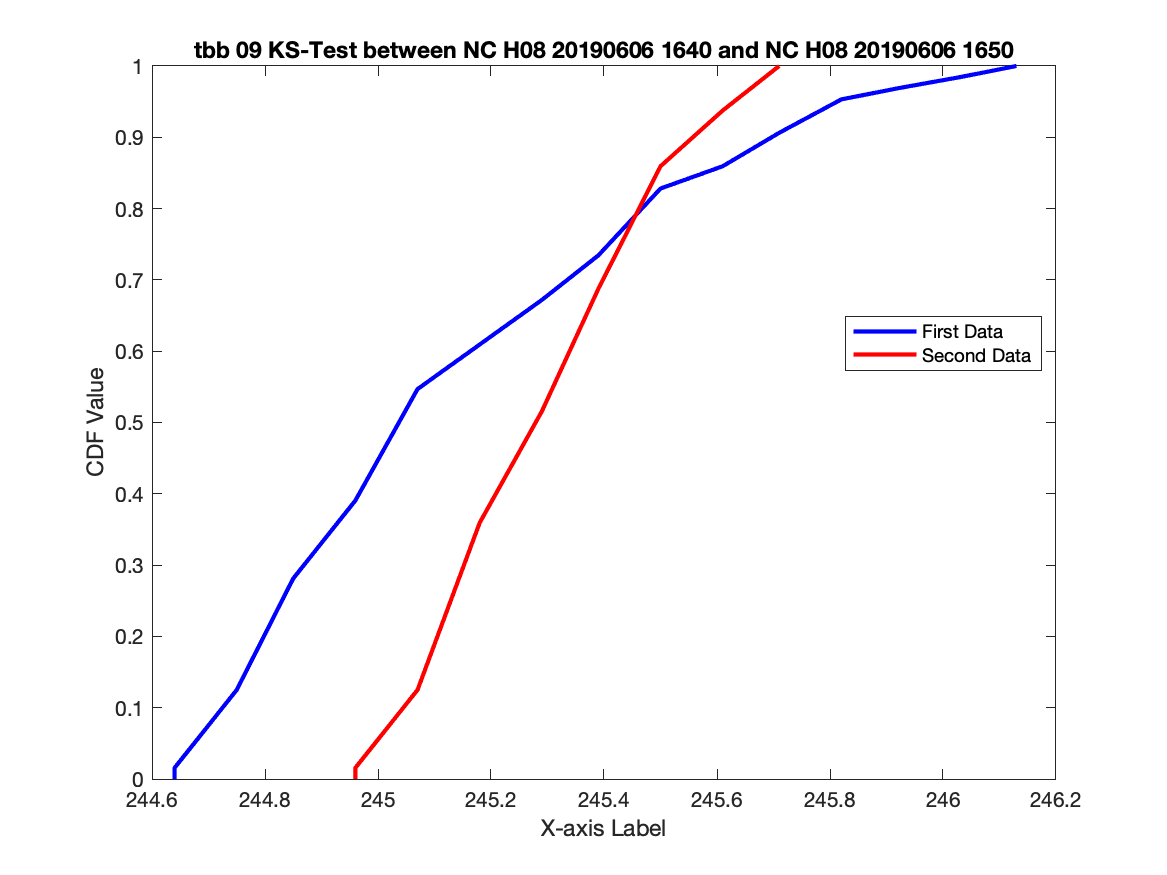 tbb 09 KS-Test between NC H08 20190606 1640 and NC H08 20190606 1650
1
0.9
0.8
0.7
0.6
0.5
0.4
0.3
0.2
0.1
0
CDF Value
First Data
Second Data
244.6 244.8 245 245.2 245.4 245.6 245.8 246 246.2
X-axis Label